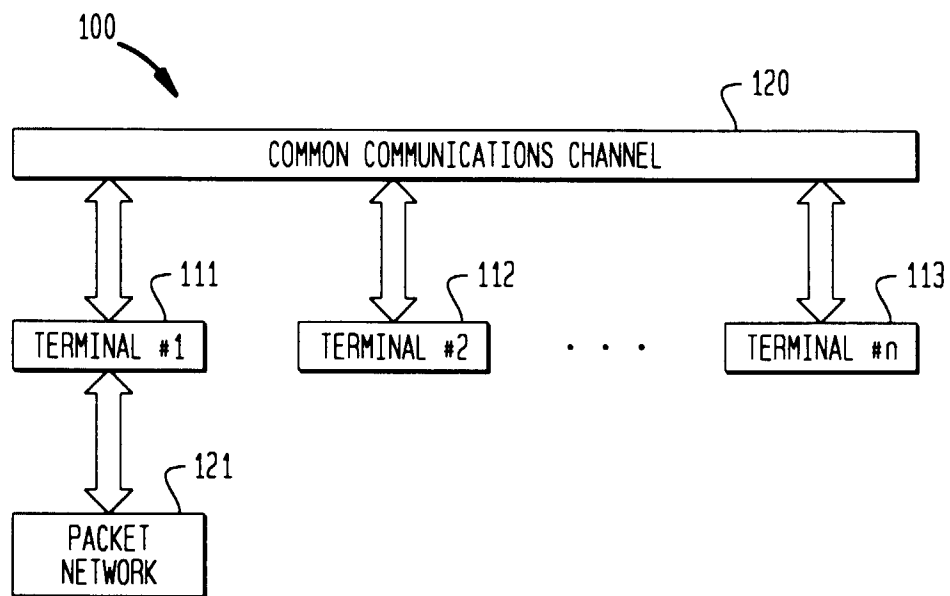 100
120
COMMON COMMUNICATIONS CHANNEL
111
112
113
TERMINAL #1
TERMINAL #2
. . .
TERMINAL #n
121
PACKET
NETWORK